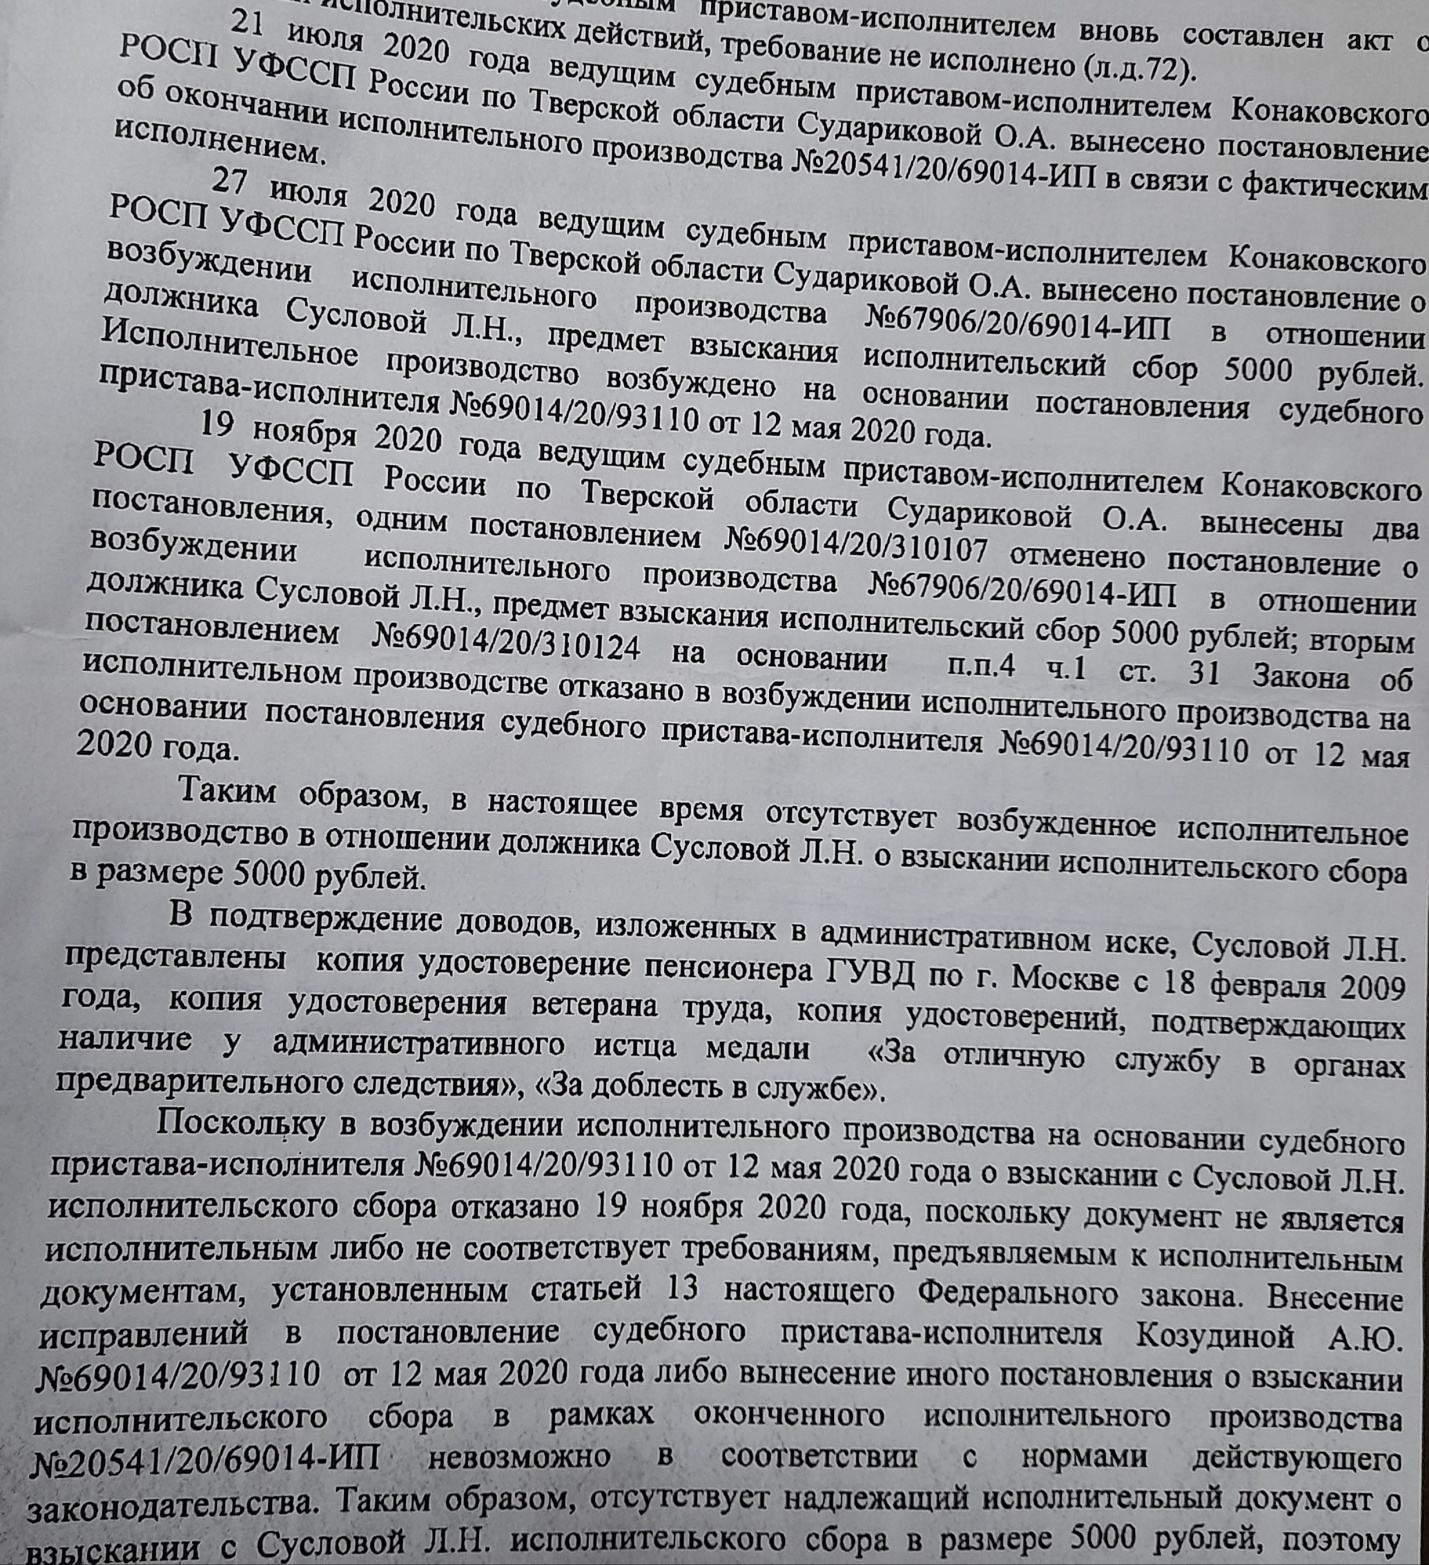 приставом-исполнителем вновь составлен акт о
исполнительских действий, требование не исполнено (л.д.72).
21 июля 2020 года ведущим судебным приставом-исполнителем Конаковского
РОСП УФССП России по Тверской области Судариковой О.А. вынесено постановление
об окончании исполнительного производства №20541/20/69014-ИП в связи с фактическим
исполнением.
27 июля 2020 года ведущим судебным приставом-исполнителем Конаковского
РОСП УФССП России по Тверской области Судариковой О.А. вынесено постановление о
возбуждении исполнительного производства №67906/20/69014-ИП в отношении
должника Сусловой Л.Н., предмет взыскания исполнительский сбор 5000 рублей.
Исполнительное производство возбуждено на основании постановления судебного
пристава-исполнителя №69014/20/93110 от 12 мая 2020 года.
19 ноября 2020 года ведущим судебным приставом-исполнителем Конаковского
РОСП УФССП России по Тверской области Судариковой О.А. вынесены два
постановления, одним постановлением №69014/20/310107 отменено постановление о
возбуждении исполнительного производства №67906/20/69014-ИП в отношении
должника Сусловой Л.Н., предмет взыскания исполнительский сбор 5000 рублей; вторым
постановлением №69014/20/310124 на основании п.п.4 ч.1 ст. 31 Закона об
исполнительном производстве отказано в возбуждении исполнительного производства на
основании постановления судебного пристава-исполнителя №69014/20/93110 от 12 мая
2020 года.
Таким образом, в настоящее время отсутствует возбужденное исполнительное
производство в отношении должника Сусловой Л.Н. о взыскании исполнительского сбора
в размере 5000 рублей.
В подтверждение доводов, изложенных в административном иске, Сусловой Л.Н.
представлены копия удостоверение пенсионера ГУВД по г. Москве с 18 февраля 2009
года, копия удостоверения ветерана труда, копия удостоверений, подтверждающих
наличие у административного истца медали «За отличную службу в органах
предварительного следствия», «За доблесть в службе».
Поскольку в возбуждении исполнительного производства на основании судебного
пристава-исполнителя №69014/20/93110 от 12 мая 2020 года о взыскании с Сусловой Л.Н.
исполнительского сбора отказано 19 ноября 2020 года, поскольку документ не является
исполнительным либо не соответствует требованиям, предъявляемым к исполнительным
документам, установленным статьей 13 настоящего Федерального закона. Внесение
исправлений в постановление судебного пристава-исполнителя Козудиной А.Ю.
№69014/20/93110 от 12 мая 2020 года либо вынесение иного постановления о взыскании
исполнительского сбора в рамках оконченного исполнительного производства
№20541/20/69014-ИП невозможно в соответствии с нормами действующего
законодательства. Таким образом, отсутствует надлежащий исполнительный документ о
взыскании с Сусловой Л.Н. исполнительского сбора в размере 5000 рублей, поэтому